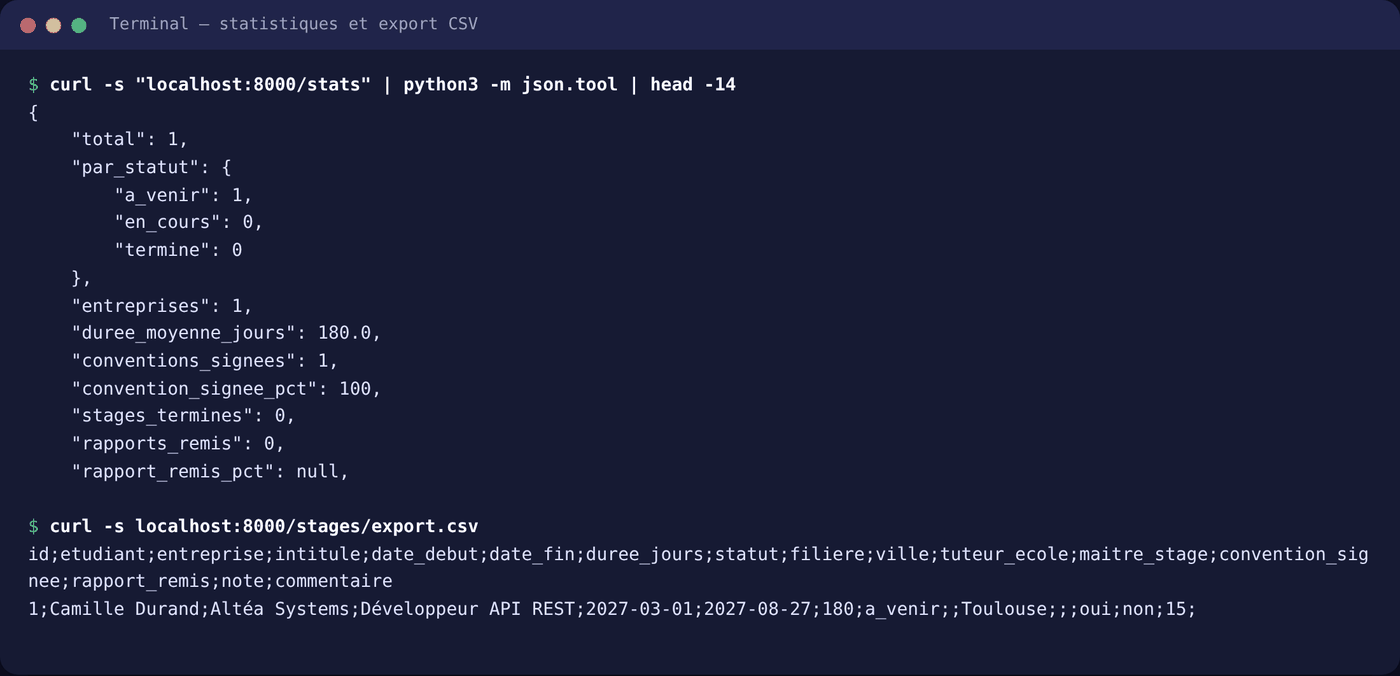 Terminal — statistiques et export CSV
$ curl -s "localhost:8000/stats" | python3 -m json.tool | head -14
{
    "total": 1,
    "par_statut": {
        "a_venir": 1,
        "en_cours": 0,
        "termine": 0
    },
    "entreprises": 1,
    "duree_moyenne_jours": 180.0,
    "conventions_signees": 1,
    "convention_signee_pct": 100,
    "stages_termines": 0,
    "rapports_remis": 0,
    "rapport_remis_pct": null,
$ curl -s localhost:8000/stages/export.csv
id;etudiant;entreprise;intitule;date_debut;date_fin;duree_jours;statut;filiere;ville;tuteur_ecole;maitre_stage;convention_sig
nee;rapport_remis;note;commentaire
1;Camille Durand;Altéa Systems;Développeur API REST;2027-03-01;2027-08-27;180;a_venir;;Toulouse;;;oui;non;15;